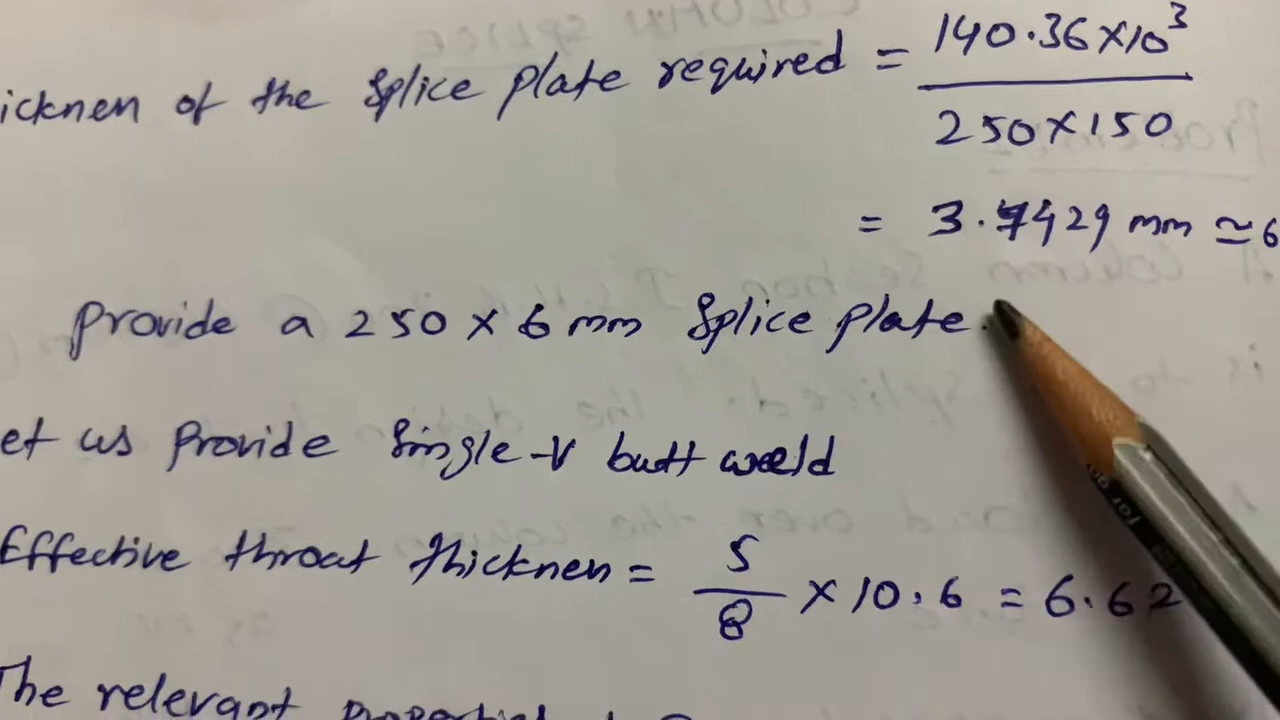 icknen of the splice plate required = 140.36×10³ / 250×150
= 3.7429 mm ≃ 6
provide a 250 × 6 mm splice plate.
et us provide single-V butt weeld
Effective throat thicknen = 5/8 × 10.6 = 6.62
The relevant